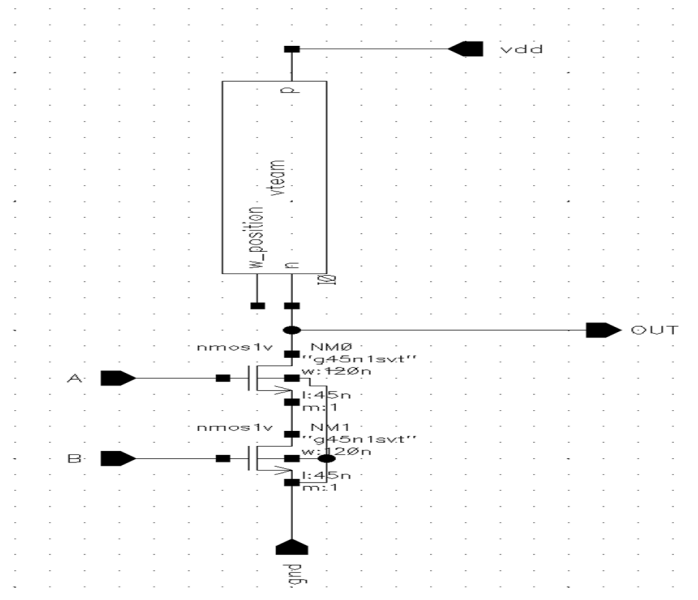 vdd
p
vteam
w_position
n
I0
OUT
nmos1v NM0
"g45n1svt"
w:120n
A
l:45n
m:1
nmos1v NM1
"g45n1svt"
w:120n
B
l:45n
m:1
gnd